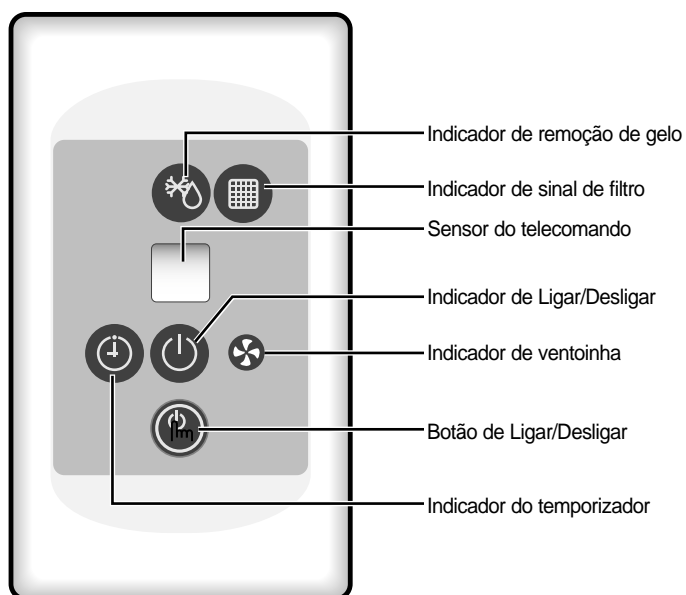 Indicador de remoção de gelo
Indicador de sinal de filtro
Sensor do telecomando
Indicador de Ligar/Desligar
Indicador de ventoinha
Botão de Ligar/Desligar
Indicador do temporizador